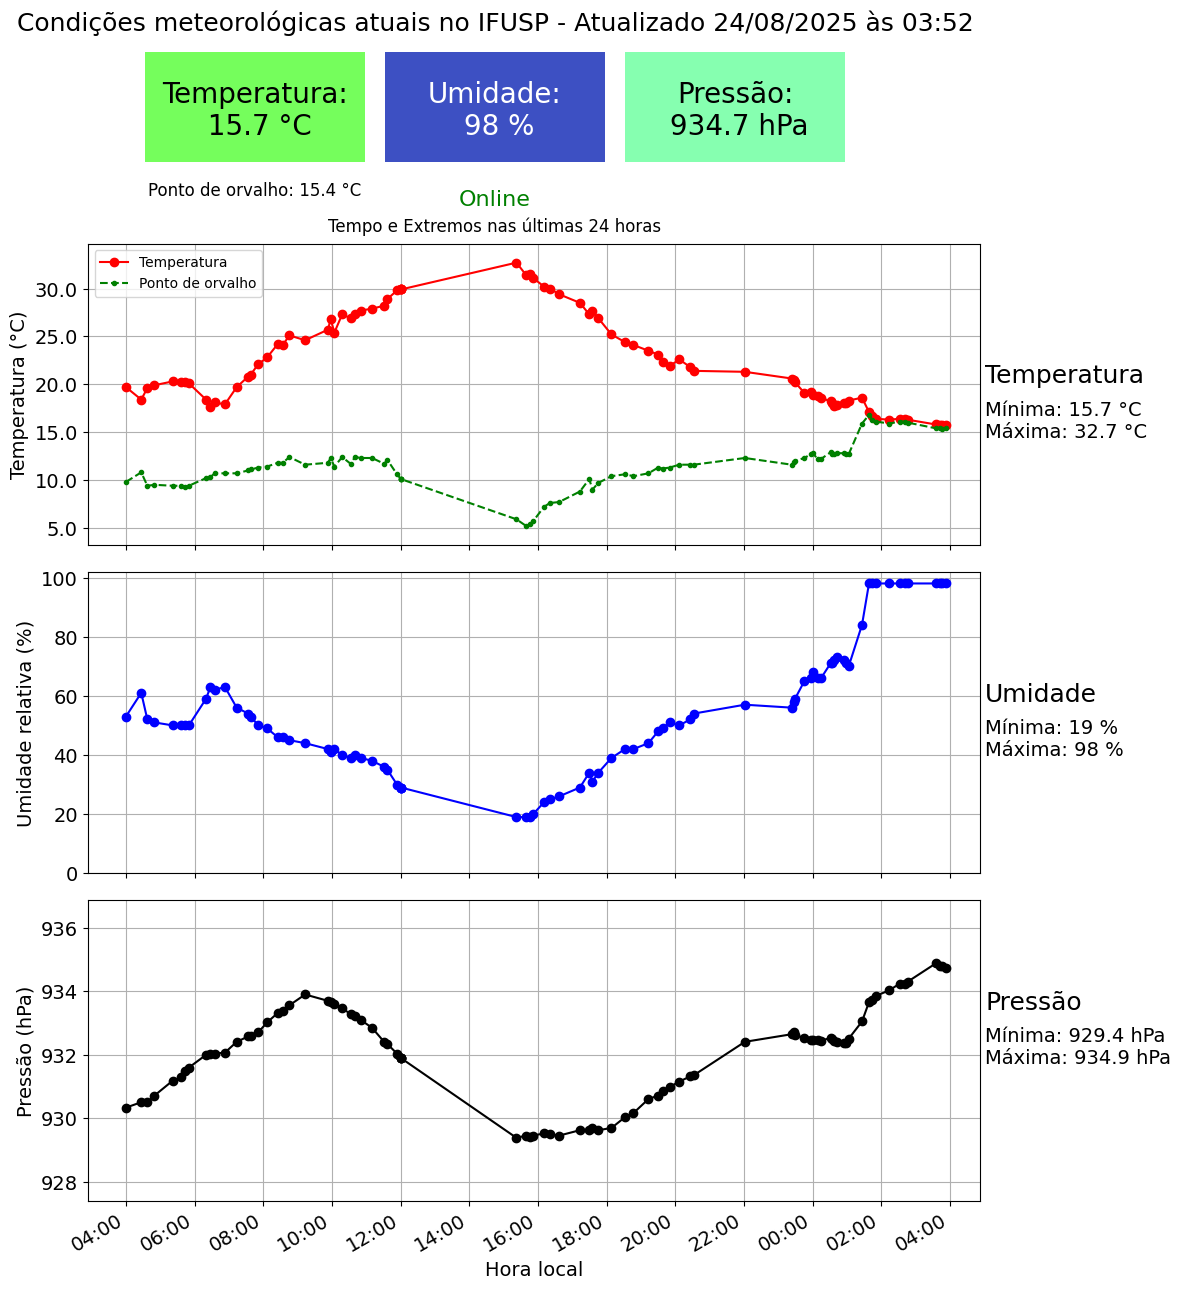 Condições meteorológicas atuais no IFUSP - Atualizado 24/08/2025 às 03:52
Temperatura:
15.7 °C
Umidade:
98 %
Pressão:
934.7 hPa
Ponto de orvalho: 15.4 °C
Online
Tempo e Extremos nas últimas 24 horas
Temperatura
Ponto de orvalho
Temperatura (°C)
30.0
25.0
20.0
15.0
10.0
5.0
Temperatura
Mínima: 15.7 °C
Máxima: 32.7 °C
Umidade relativa (%)
100
80
60
40
20
0
Umidade
Mínima: 19 %
Máxima: 98 %
Pressão (hPa)
936
934
932
930
928
Pressão
Mínima: 929.4 hPa
Máxima: 934.9 hPa
04:00
06:00
08:00
10:00
12:00
14:00
16:00
18:00
20:00
22:00
00:00
02:00
04:00
Hora local